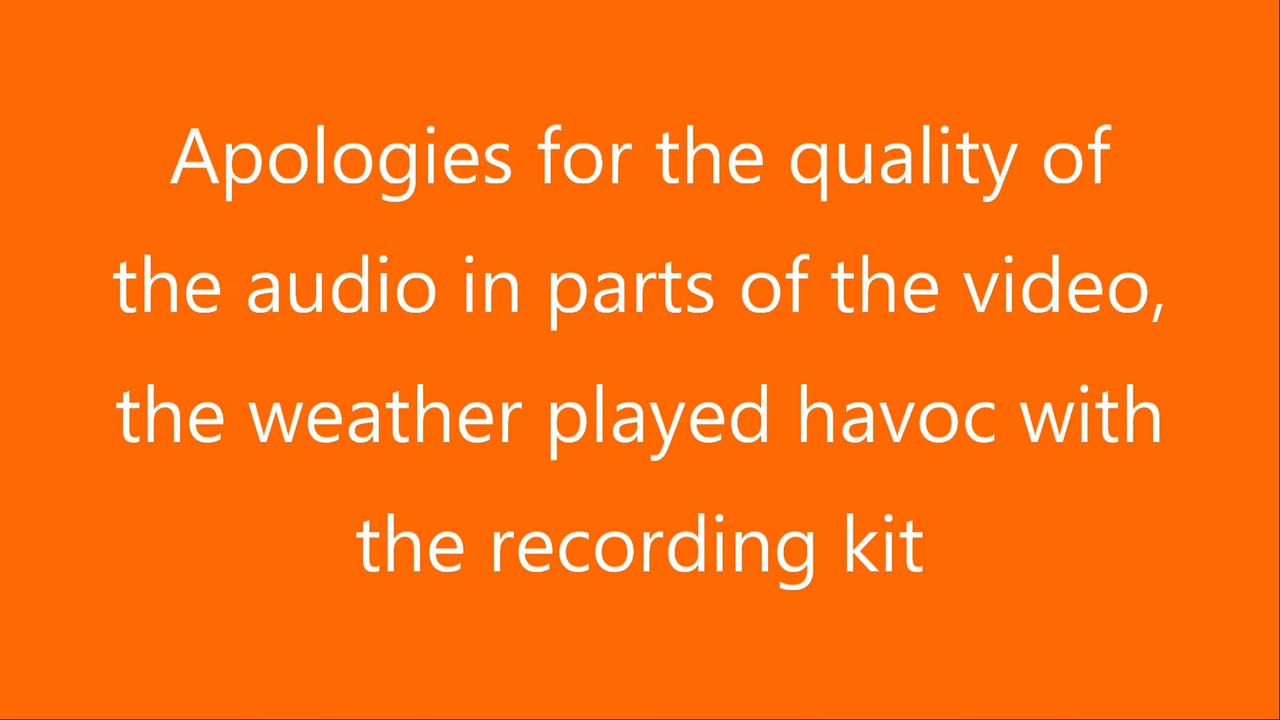 Apologies for the quality of
the audio in parts of the video,
the weather played havoc with
the recording kit